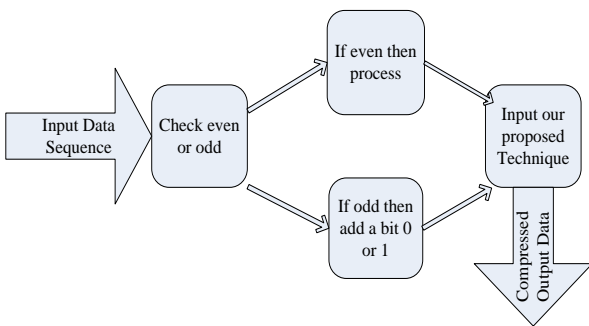 Input Data
Sequence
Check even
or odd
If even then
process
If odd then
add a bit 0
or 1
Input our
proposed
Technique
Compressed
Output Data